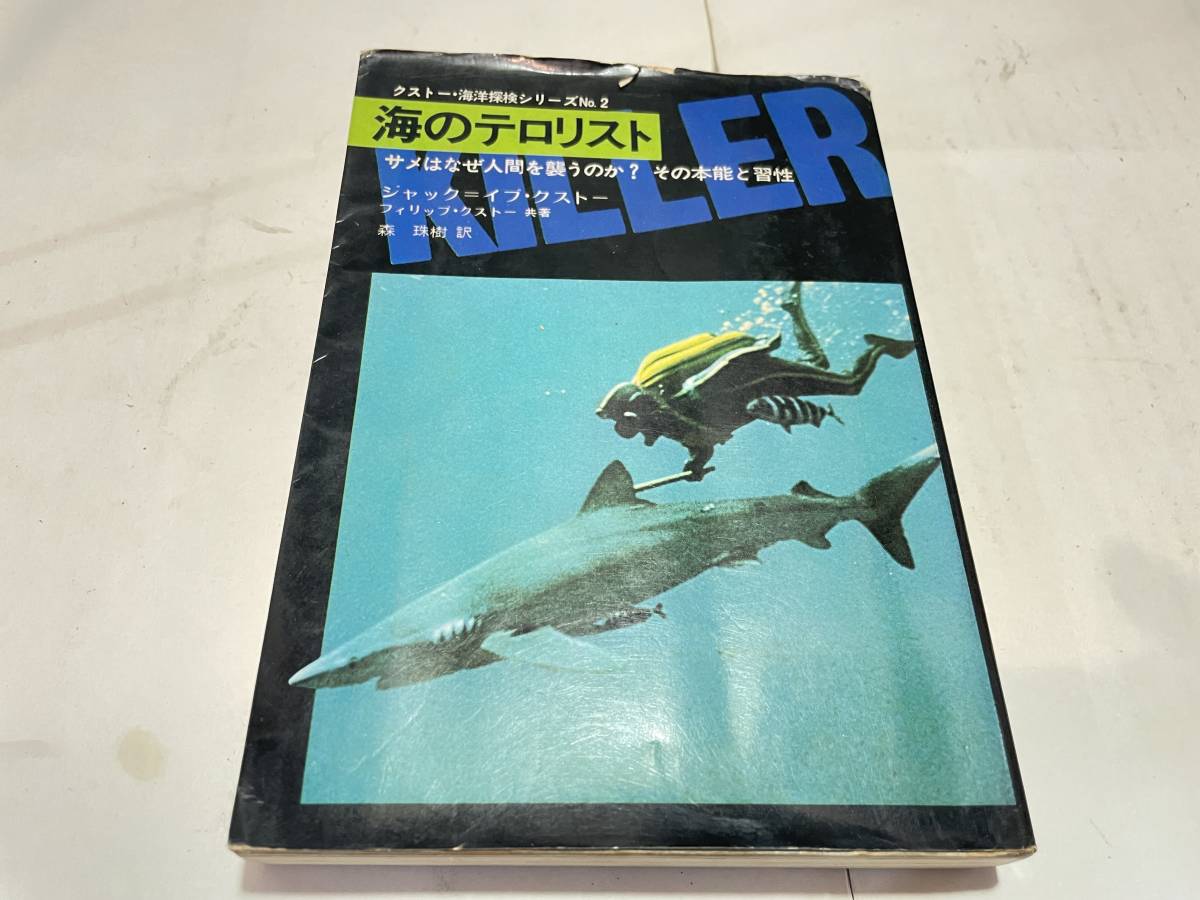 クストー・海洋探検シリーズNo.2
海のテロリスト
KILLER
サメはなぜ人間を襲うのか? その本能と習性
ジャック=イブ・クストー
フィリップ・クストー 共著
森 珠樹 訳